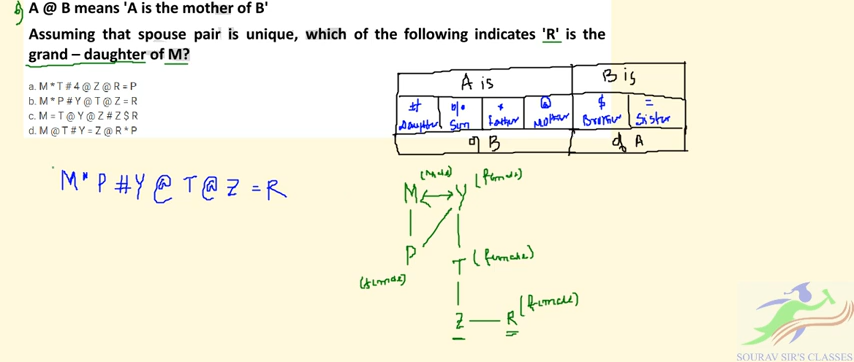 b) A @ B means 'A is the mother of B'
Assuming that spouse pair is unique, which of the following indicates 'R' is the
grand – daughter of M?
a. M * T # 4 @ Z @ R = P
b. M * P # Y @ T @ Z = R
c. M = T @ Y @ Z # Z $ R
d. M @ T # Y = Z @ R * P
A is B is
# % * @ $ =
Daughter Son Father Mother Brother Sister
of B of A
M * P # Y @ T @ Z = R
(Male) (female)
M ↔ Y
P T (female)
(female)
Z — R (female)
SOURAV SIR'S CLASSES